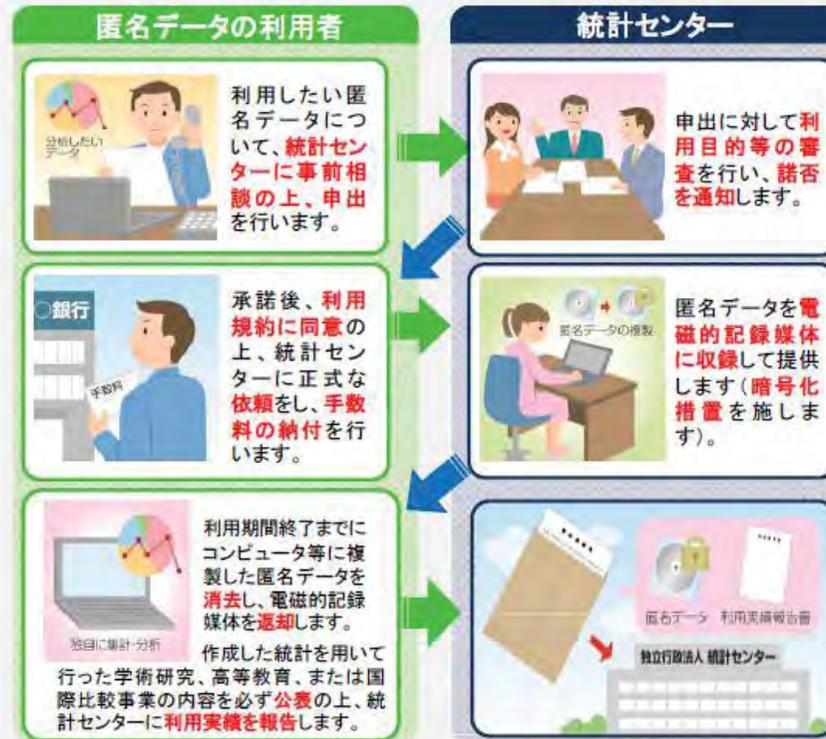 匿名データの利用者
統計センター
分析したい
データ
利用したい匿
名データにつ
いて、統計セン
ターに事前相
談の上、申出
を行います。
申出に対して利
用目的等の審
査を行い、諾否
を通知します。
○銀行
手数料
承諾後、利用
規約に同意の
上、統計セン
ターに正式な
依頼をし、手数
料の納付を行
います。
匿名データの複製
匿名データを電
磁的記録媒体
に収録して提供
します(暗号化
措置を施しま
す)。
独自に集計・分析
利用期間終了までに
コンピュータ等に複
製した匿名データを
消去し、電磁的記録
媒体を返却します。
作成した統計を用いて
行った学術研究、高等教育、または国
際比較事業の内容を必ず公表の上、統
計センターに利用実績を報告します。
匿名データ 利用実績報告書
独立行政法人 統計センター